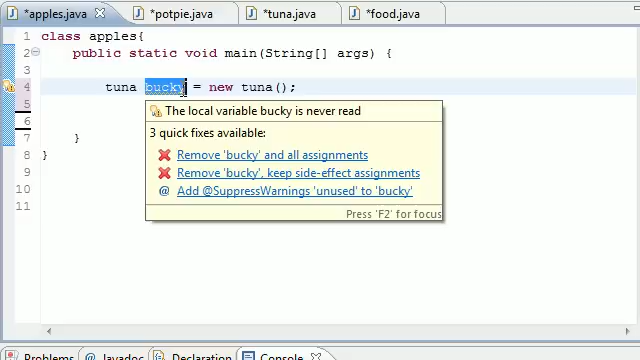 *apples.java
*potpie.java
*tuna.java
*food.java
1 class apples{
2 public static void main(String[] args) {
3
4 tuna bucky = new tuna();
5
6
7 }
8 }
9
10
11
The local variable bucky is never read
3 quick fixes available:
Remove 'bucky' and all assignments
Remove 'bucky', keep side-effect assignments
@ Add @SuppressWarnings 'unused' to 'bucky'
Press 'F2' for focus
Problems @ Javadoc Declaration Console